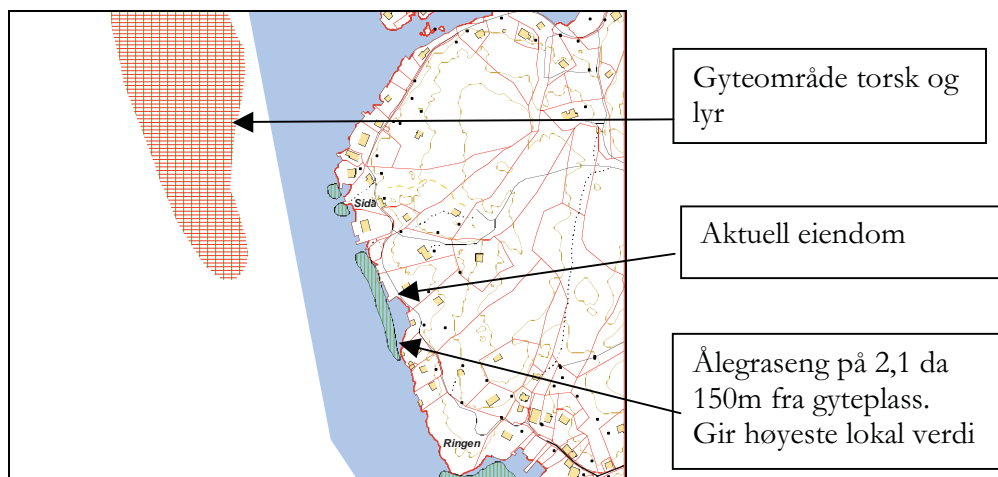 Gyteområde torsk og
lyr
Sida
Aktuell eiendom
Ålegraseng på 2,1 da
150m fra gyteplass.
Gir høyeste lokal verdi
Ringen